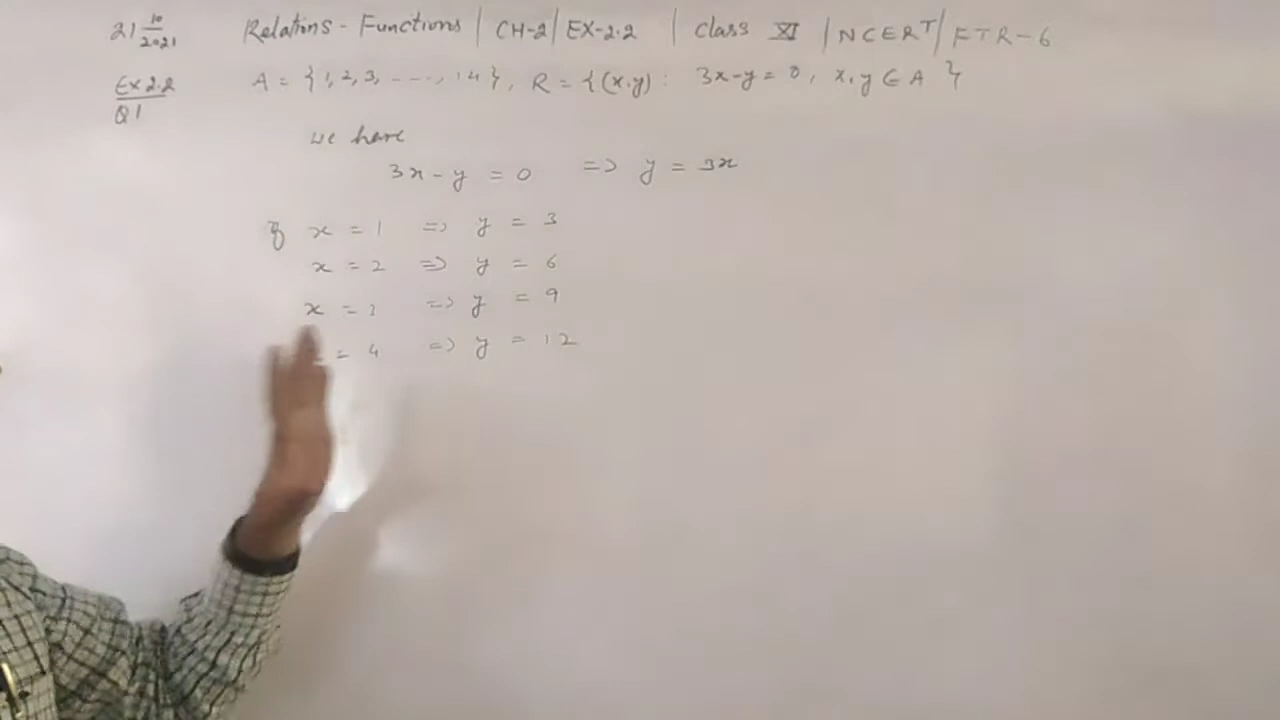 21 10/2021 Relations - Functions | CH-2 | EX-2.2 | Class XI | NCERT | FTR-6
Ex 2.2 A = {1, 2, 3, ----, 14}, R = {(x,y) : 3x-y = 0, x, y ∈ A}
Q1
we have
3x - y = 0 => y = 3x
If x = 1 => y = 3
x = 2 => y = 6
x = 3 => y = 9
= 4 => y = 12